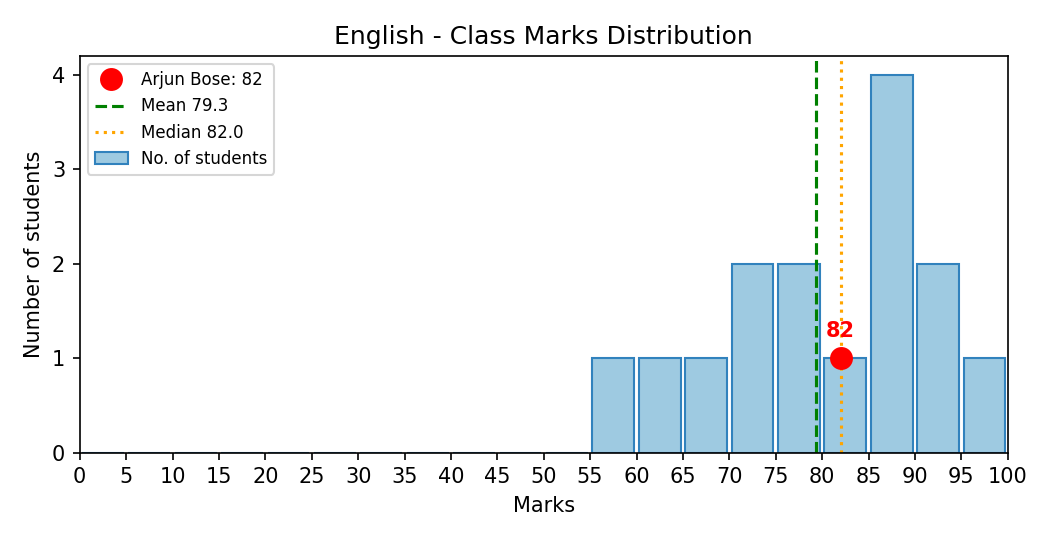 English - Class Marks Distribution
Arjun Bose: 82
Mean 79.3
Median 82.0
No. of students
Number of students
4
3
2
1
0
82
0 5 10 15 20 25 30 35 40 45 50 55 60 65 70 75 80 85 90 95 100
Marks